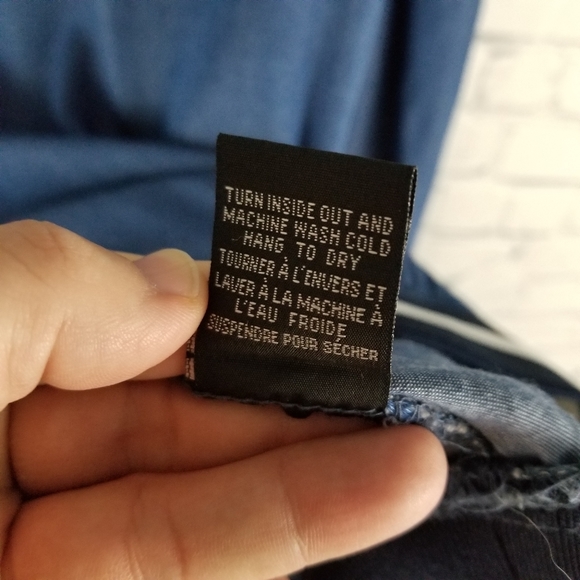 TURN INSIDE OUT AND
MACHINE WASH COLD
HANG TO DRY
TOURNER À L'ENVERS ET
LAVER À LA MACHINE À
L'EAU FROIDE
SUSPENDRE POUR SÉCHER